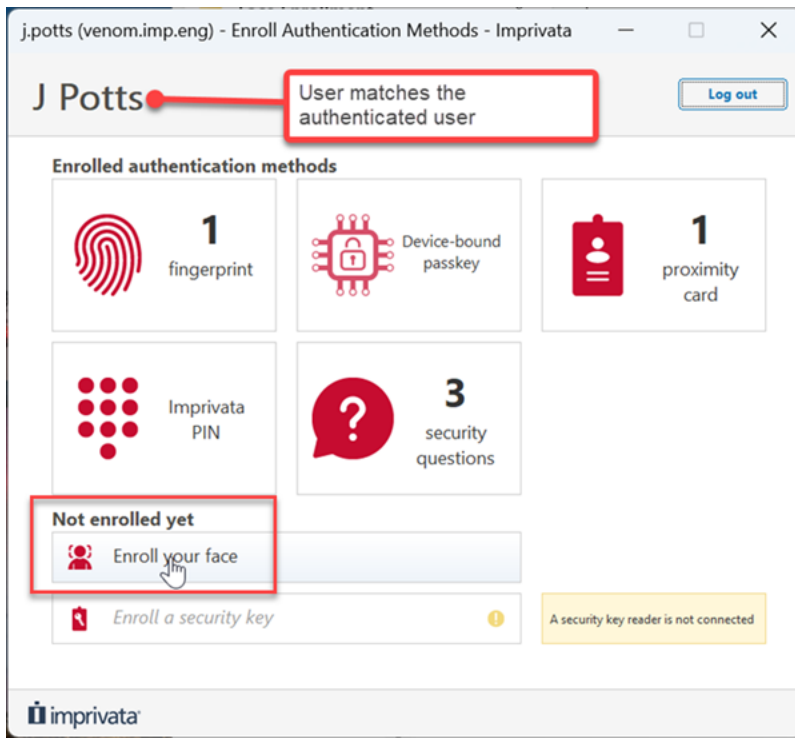 j.potts (venom.imp.eng) - Enroll Authentication Methods - Imprivata
J Potts
User matches the
authenticated user
Log out
Enrolled authentication methods
1
fingerprint
Device-bound
passkey
1
proximity
card
Imprivata
PIN
?
3
security
questions
Not enrolled yet
Enroll your face
Enroll a security key
!
A security key reader is not connected
imprivata